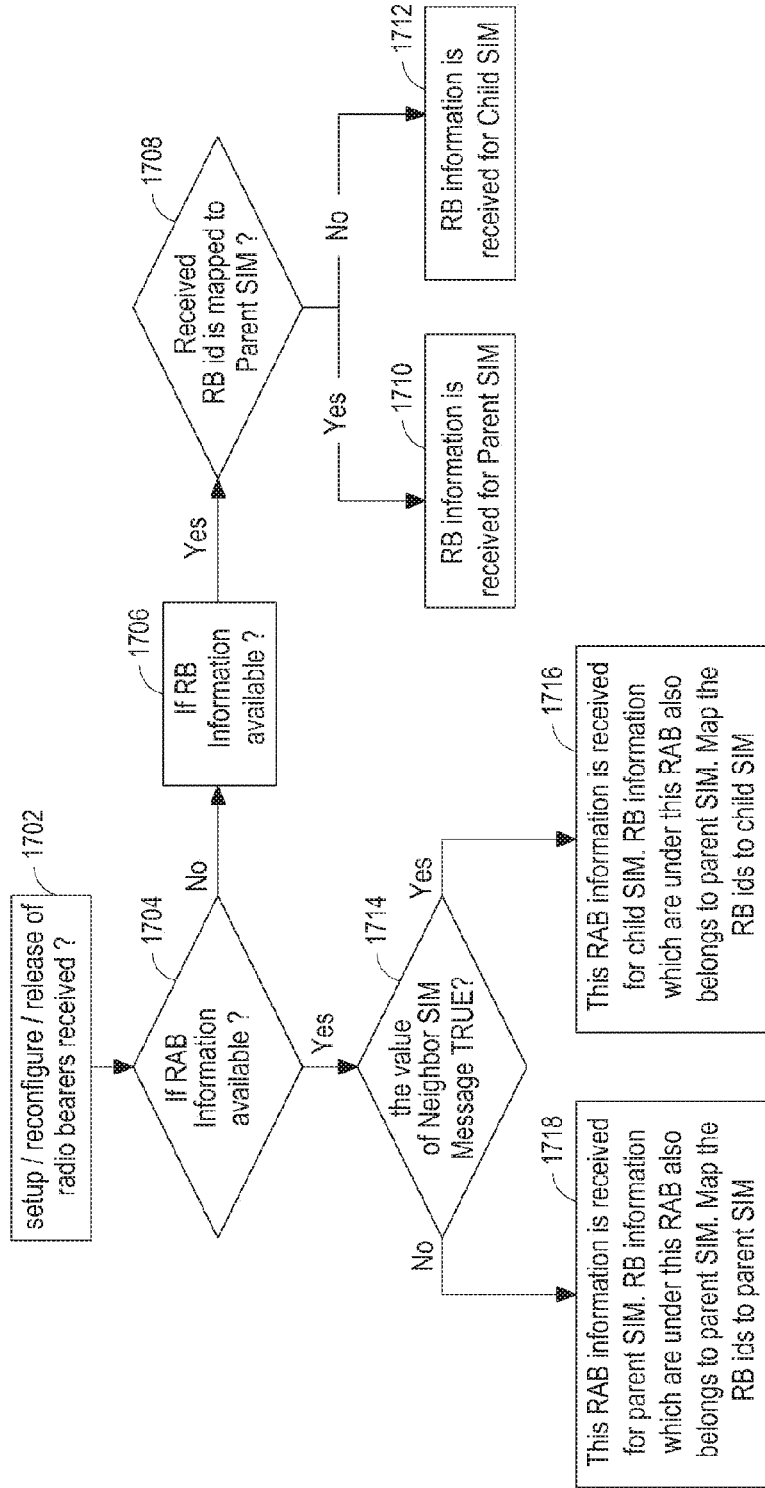 1702
setup / reconfigure / release of
radio bearers received ?
1704
If RAB
Information
available ?
No
Yes
1706
If RB
Information
available ?
Yes
1708
Received
RB id is mapped to
Parent SIM ?
Yes
No
1710
RB information is
received for Parent SIM
1712
RB information is
received for Child SIM
1714
the value
of Neighbor SIM
Message TRUE?
No
Yes
1718
This RAB information is received
for parent SIM. RB information
which are under this RAB also
belongs to parent SIM. Map the
RB ids to parent SIM
1716
This RAB information is received
for child SIM. RB information
which are under this RAB also
belongs to parent SIM. Map the
RB ids to child SIM